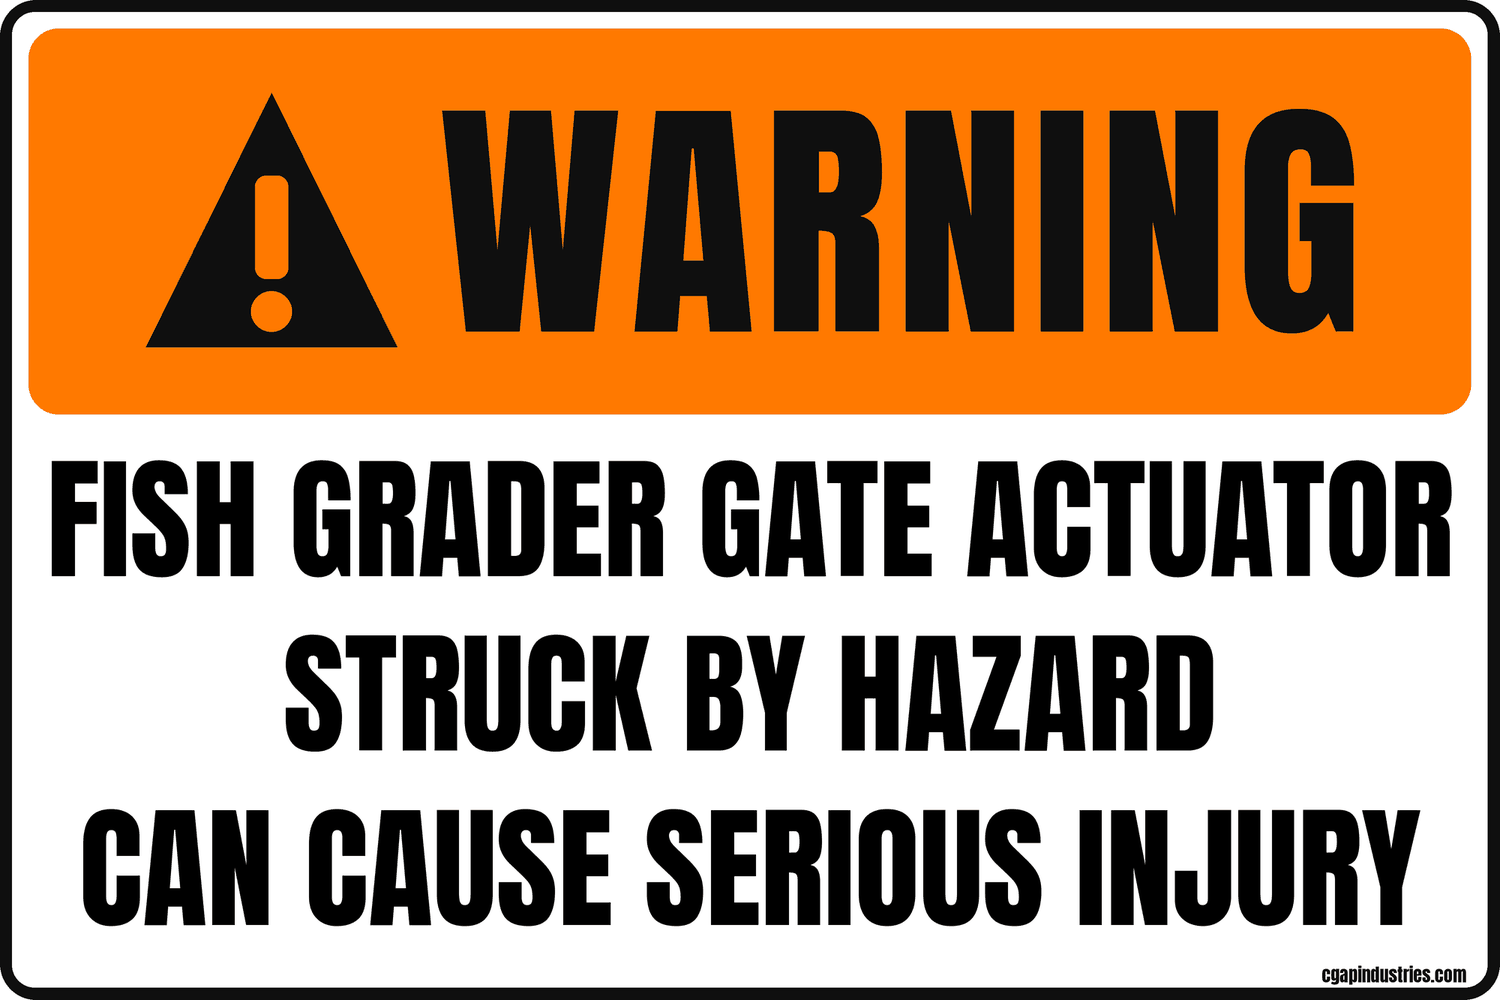 WARNING
FISH GRADER GATE ACTUATOR
STRUCK BY HAZARD
CAN CAUSE SERIOUS INJURY
cgapindustries.com